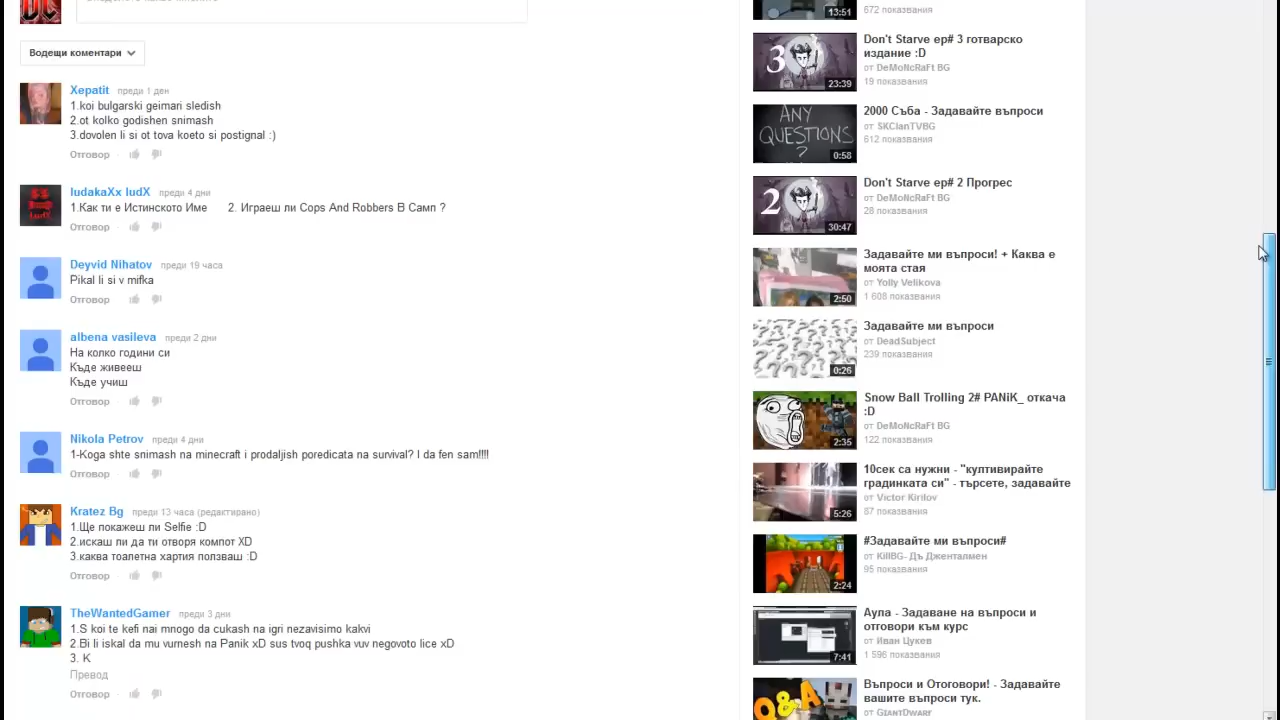 Водещи коментари
Xepatit преди 1 ден
1.koi bulgarski geimari sledish
2.ot kolko godishen snimash
3.dovolen li si ot tova koeto si postignal :)
Отговор
ludakaXx ludX преди 4 дни
1.Как ти е Истинското Име 2. Играеш ли Cops And Robbers В Самп ?
Отговор
Deyvid Nihatov преди 19 часа
Pikal li si v mifka
Отговор
albena vasileva преди 2 дни
На колко години си
Къде живееш
Къде учиш
Отговор
Nikola Petrov преди 4 дни
1-Koga shte snimash na minecraft i prodaljish poredicata na survival? I da fen sam!!!!
Отговор
Kratez Bg преди 13 часа (редактирано)
1.Ще покажеш ли Selfie :D
2.искаш ли да ти отворя компот XD
3.каква тоалетна хартия ползваш :D
Отговор
TheWantedGamer преди 3 дни
1. S koi te kefi nai mnogo da cukash na igri nezavisimo kakvi
2 Bi li iskal da mu vurnesh na Panik xD sus tvoq pushka vuv negovoto lice xD
3. K
Превод
Отговор
13:51
672 показвания
3
23:39
Don't Starve ep# 3 готварско
издание :D
от DeMoNcRaFt BG
19 показвания
ANY
QUESTIONS
?
0:58
2000 Съба - Задавайте въпроси
от SKClanTVBG
612 показвания
2
30:47
Don't Starve ep# 2 Прогрес
от DeMoNcRaFt BG
28 показвания
2:50
Задавайте ми въпроси! + Каква е
моята стая
от Yolly Velikova
1 608 показвания
0:26
Задавайте ми въпроси
от DeadSubject
239 показвания
2:35
Snow Ball Trolling 2# PANiK_ откача
:D
от DeMoNcRaFt BG
122 показвания
5:26
10сек са нужни - "култивирайте
градинката си" - търсете, задавайте
от Victor Kirilov
87 показвания
2:24
#Задавайте ми въпроси#
от KillBG- Дъ Дженталмен
95 показвания
7:41
Аула - Задаване на въпроси и
отговори към курс
от Иван Цукев
1 596 показвания
Q&A
Въпроси и Отоговори! - Задавайте
вашите въпроси тук.
от GiantDwarf